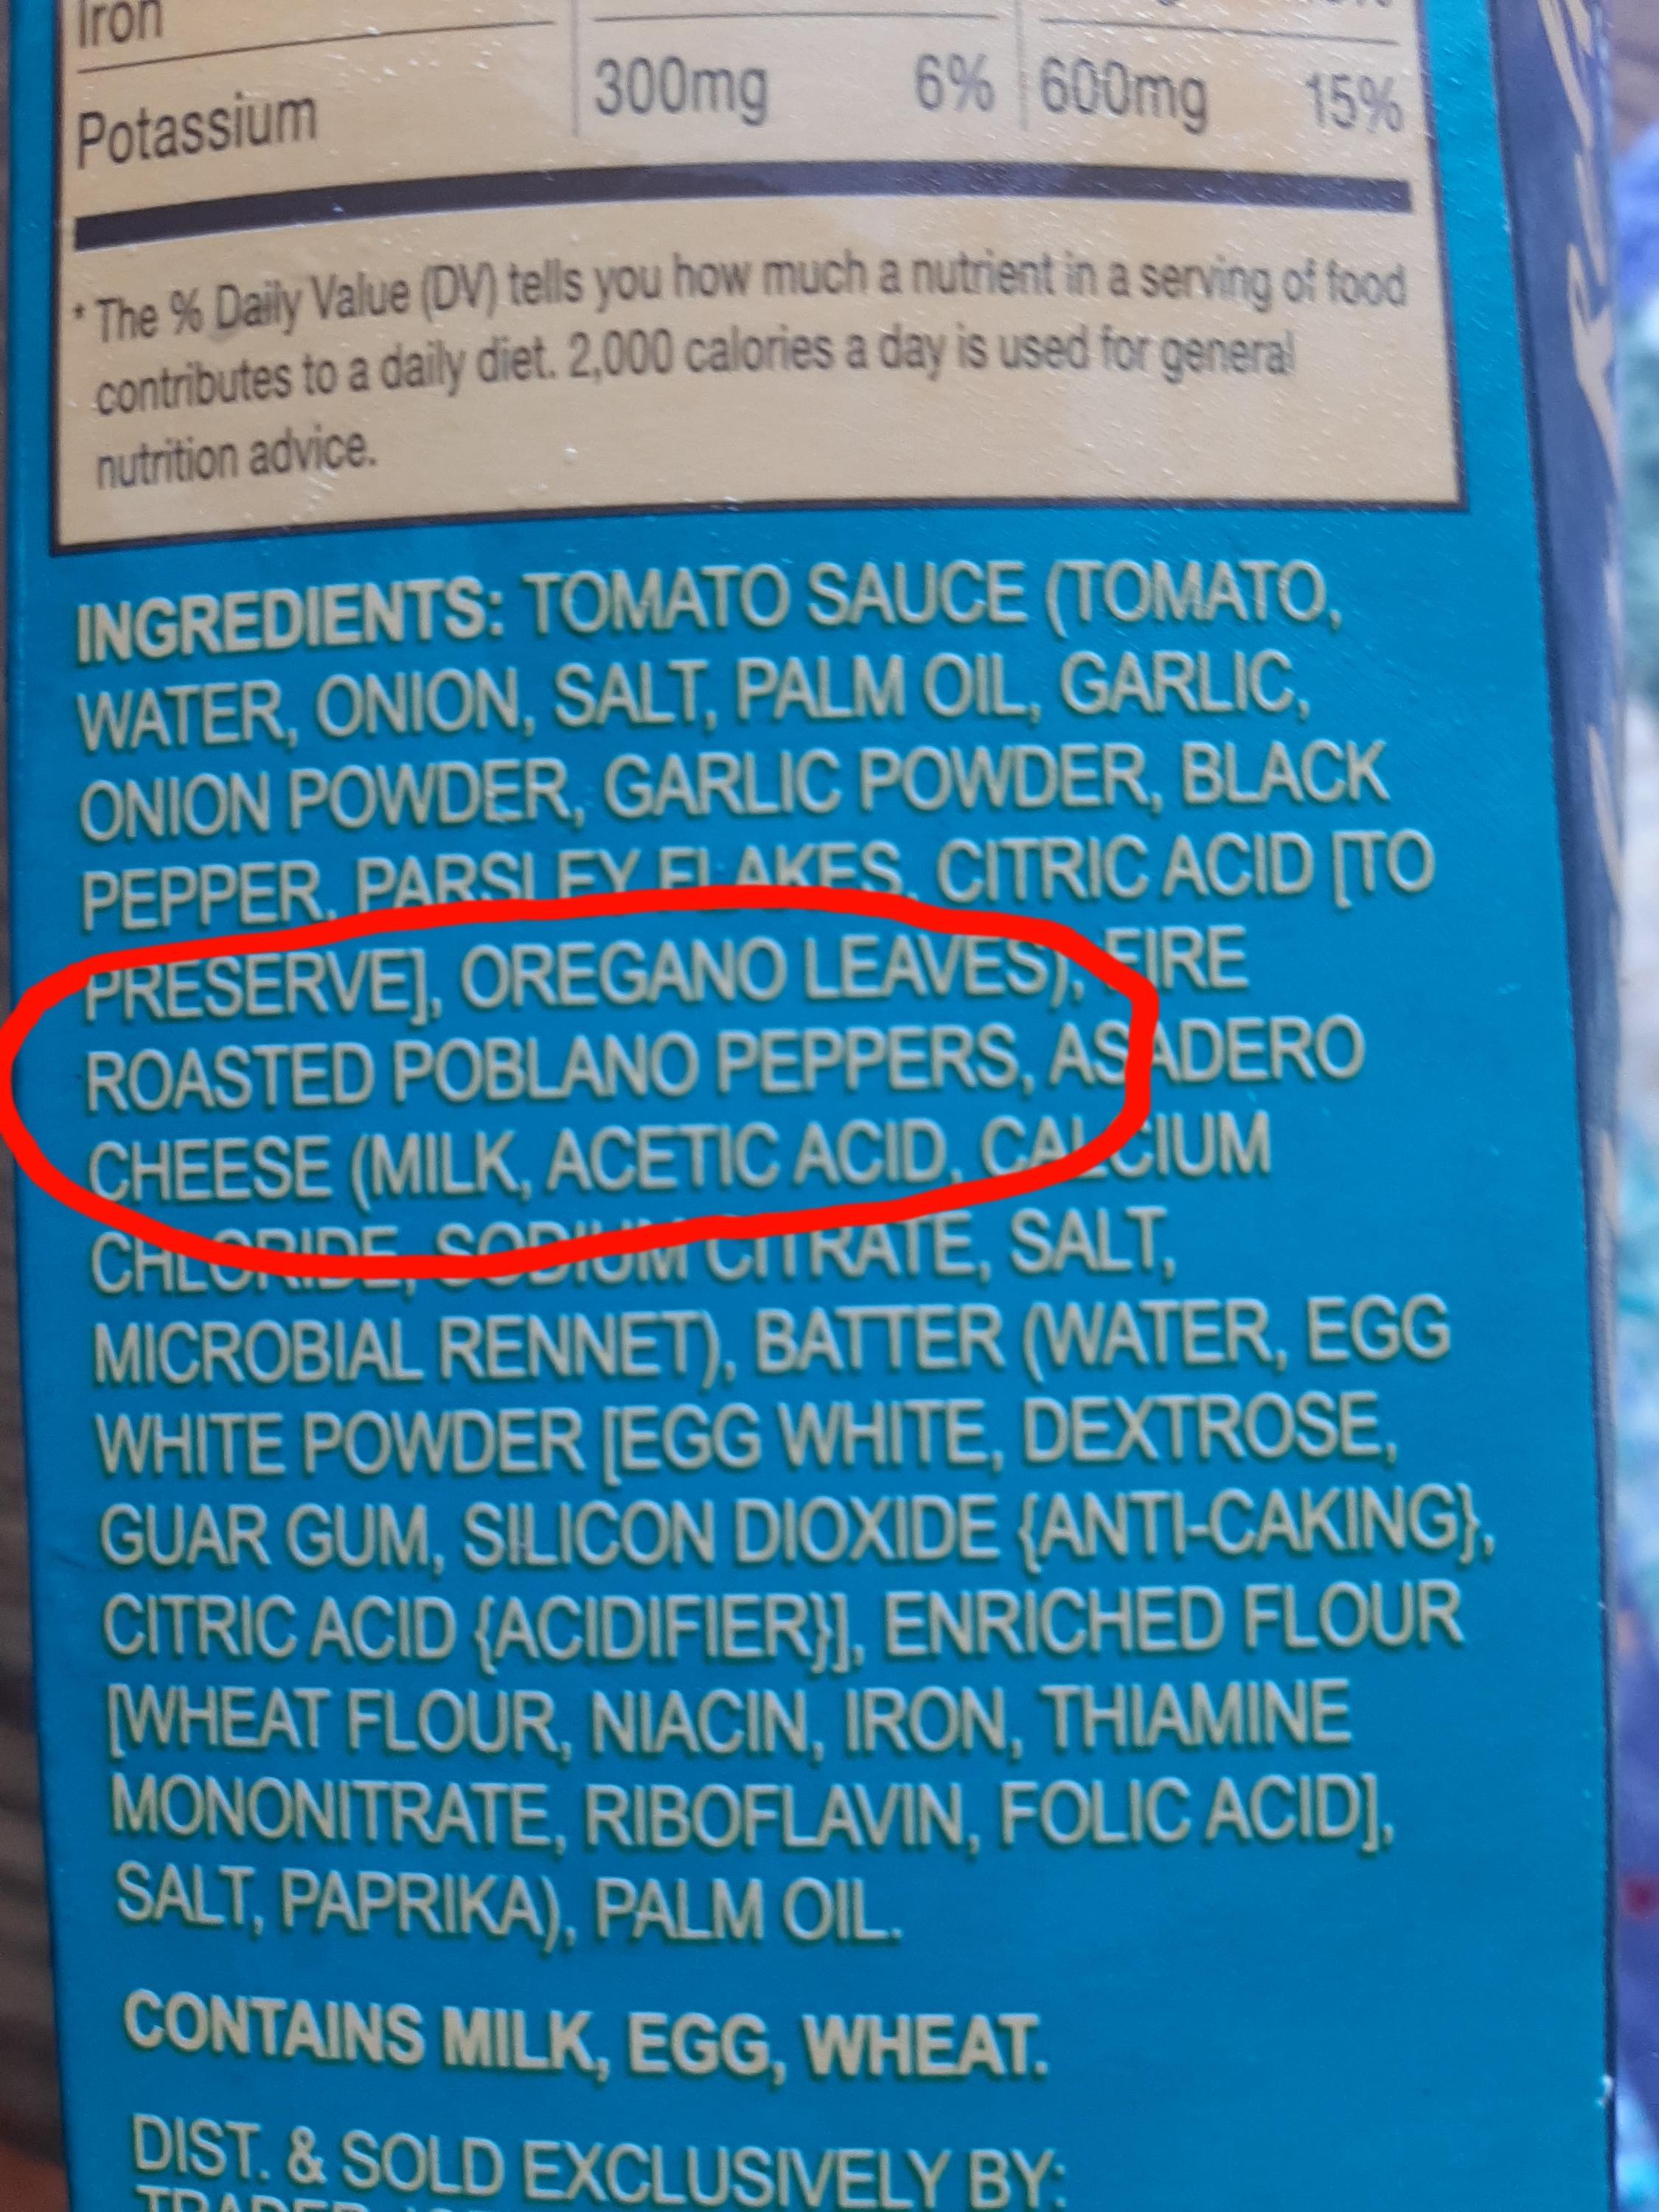 Iron
Potassium 300mg 6% 600mg 15%
* The % Daily Value (DV) tells you how much a nutrient in a serving of food
contributes to a daily diet. 2,000 calories a day is used for general
nutrition advice.
INGREDIENTS: TOMATO SAUCE (TOMATO,
WATER, ONION, SALT, PALM OIL, GARLIC,
ONION POWDER, GARLIC POWDER, BLACK
PEPPER, PARSLEY FLAKES, CITRIC ACID [TO
PRESERVE], OREGANO LEAVES), FIRE
ROASTED POBLANO PEPPERS, ASADERO
CHEESE (MILK, ACETIC ACID, CALCIUM
CHLORIDE, SODIUM CITRATE, SALT,
MICROBIAL RENNET), BATTER (WATER, EGG
WHITE POWDER [EGG WHITE, DEXTROSE,
GUAR GUM, SILICON DIOXIDE {ANTI-CAKING},
CITRIC ACID {ACIDIFIER}], ENRICHED FLOUR
[WHEAT FLOUR, NIACIN, IRON, THIAMINE
MONONITRATE, RIBOFLAVIN, FOLIC ACID],
SALT, PAPRIKA), PALM OIL.
CONTAINS MILK, EGG, WHEAT.
DIST. & SOLD EXCLUSIVELY BY:
TRADER